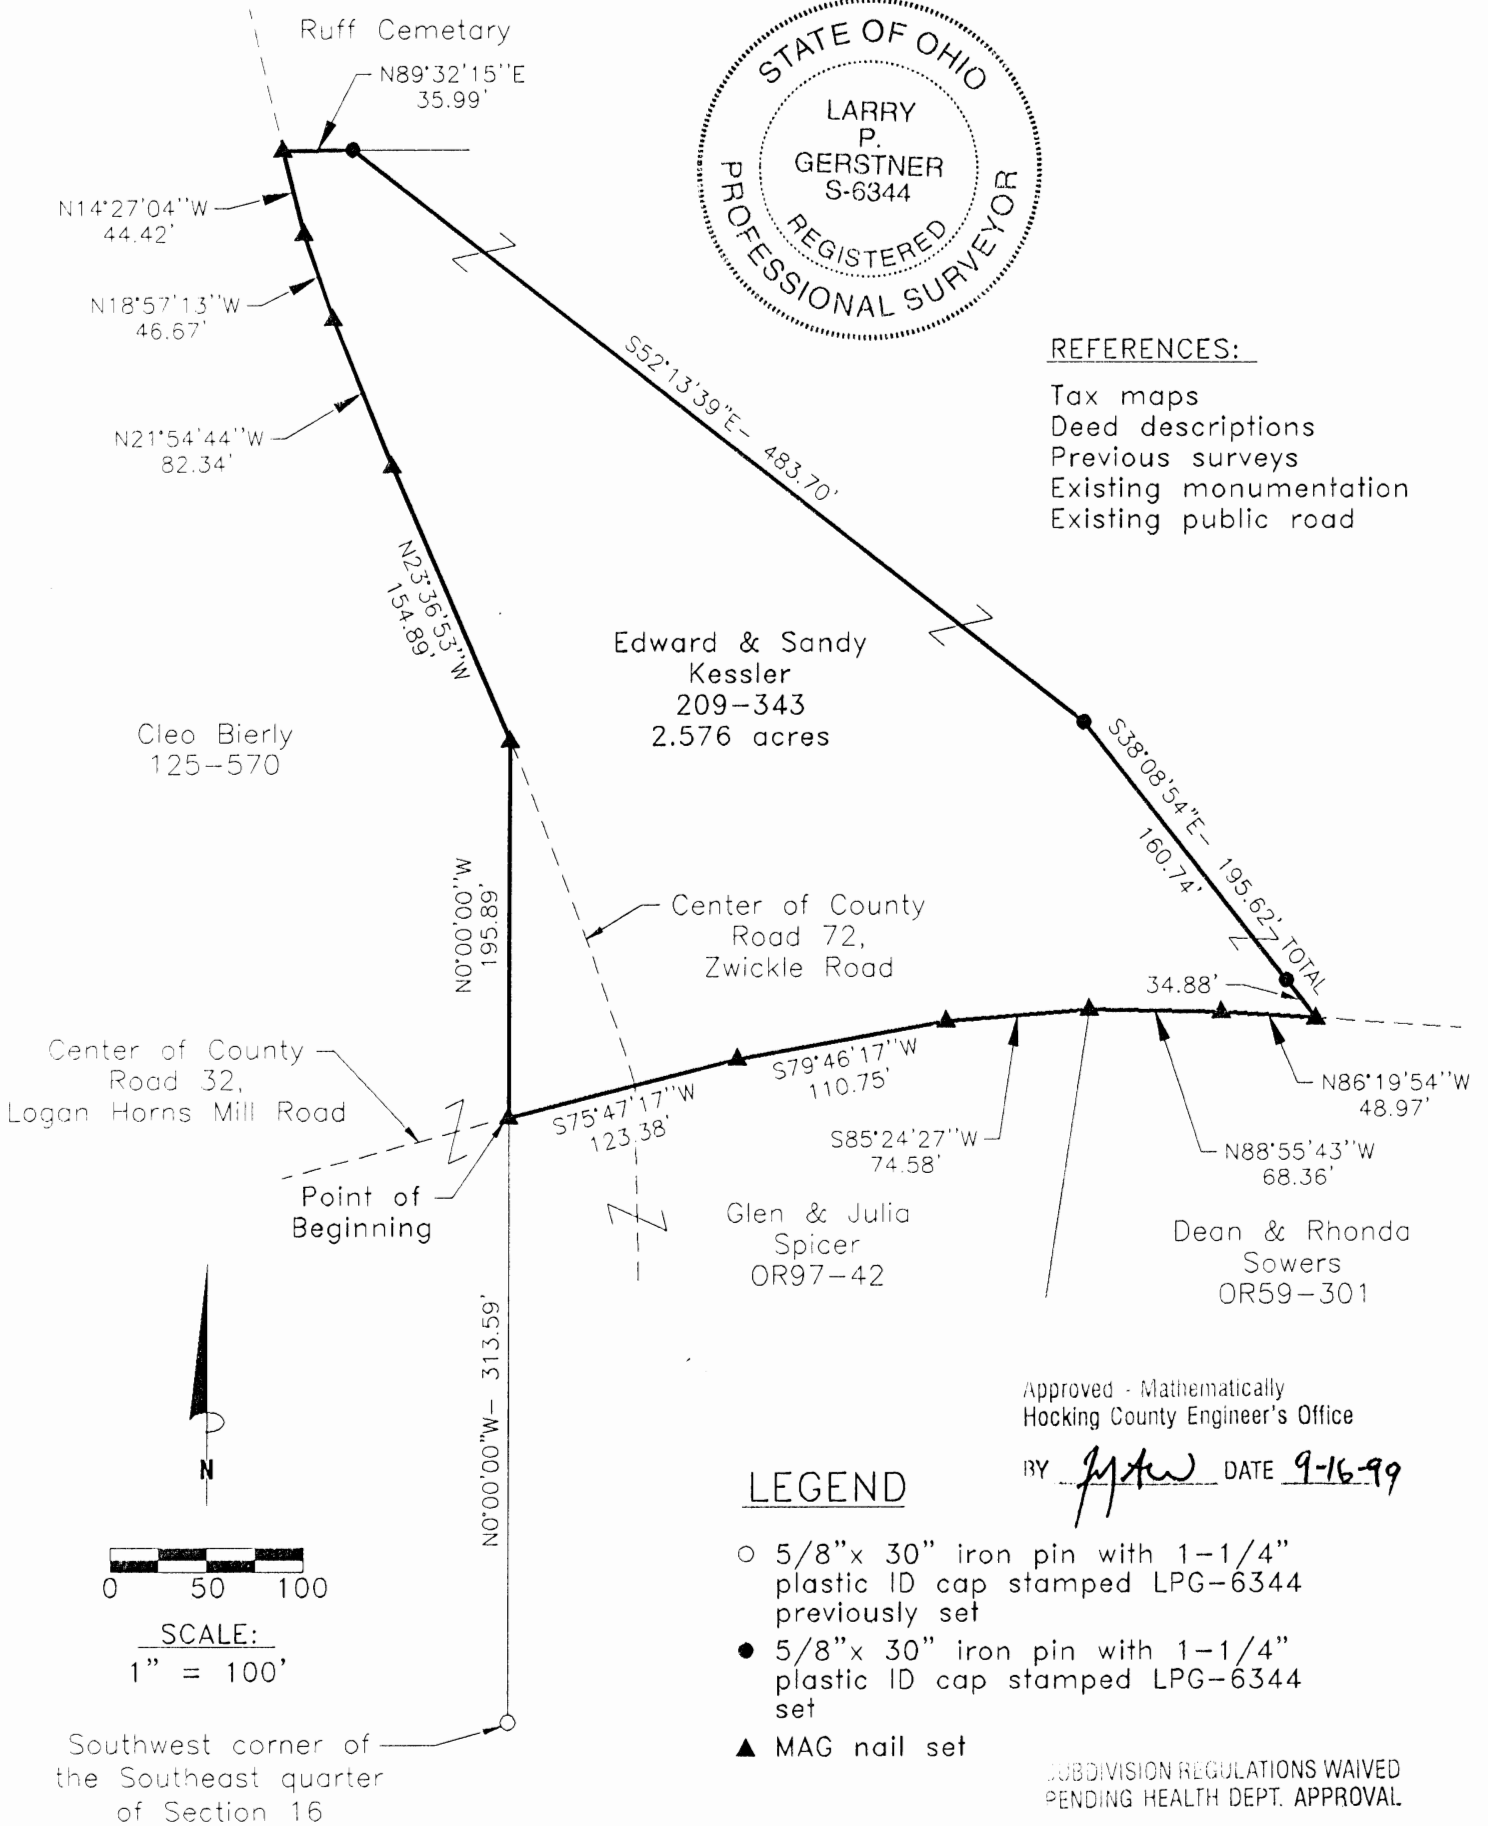 Ruff Cemetary
N89°32'15''E
35.99'
STATE OF OHIO
LARRY
P.
GERSTNER
S-6344
REGISTERED
PROFESSIONAL SURVEYOR
N14°27'04''W
44.42'
N18°57'13''W
46.67'
N21°54'44''W
82.34'
S52°13'39"E- 483.70'
REFERENCES:
Tax maps
Deed descriptions
Previous surveys
Existing monumentation
Existing public road
N23°36'53''W
154.89'
Edward & Sandy
Kessler
209-343
2.576 acres
Cleo Bierly
125-570
S38°08'54"E- 195.62' TOTAL
160.74'
N0°00'00''W
195.89'
Center of County
Road 72,
Zwickle Road
34.88'
Center of County
Road 32,
Logan Horns Mill Road
S75°47'17''W
123.38'
S79°46'17''W
110.75'
S85°24'27''W
74.58'
N88°55'43''W
68.36'
N86°19'54''W
48.97'
Point of
Beginning
Glen & Julia
Spicer
OR97-42
Dean & Rhonda
Sowers
OR59-301
N0°00'00"W- 313.59'
N
0 50 100
SCALE:
1" = 100'
Southwest corner of
the Southeast quarter
of Section 16
Approved - Mathematically
Hocking County Engineer's Office
BY DATE 9-16-99
LEGEND
5/8"x 30" iron pin with 1-1/4"
plastic ID cap stamped LPG-6344
previously set
5/8"x 30" iron pin with 1-1/4"
plastic ID cap stamped LPG-6344
set
MAG nail set
SUBDIVISION REGULATIONS WAIVED
PENDING HEALTH DEPT. APPROVAL